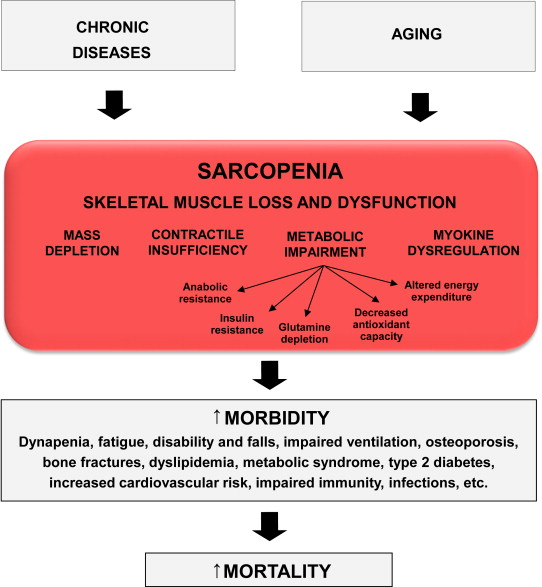 CHRONIC
DISEASES
AGING
SARCOPENIA
SKELETAL MUSCLE LOSS AND DYSFUNCTION
MASS
DEPLETION
CONTRACTILE
INSUFFICIENCY
METABOLIC
IMPAIRMENT
MYOKINE
DYSREGULATION
Anabolic
resistance
Insulin
resistance
Glutamine
depletion
Decreased
antioxidant
capacity
Altered energy
expenditure
↑MORBIDITY
Dynapenia, fatigue, disability and falls, impaired ventilation, osteoporosis,
bone fractures, dyslipidemia, metabolic syndrome, type 2 diabetes,
increased cardiovascular risk, impaired immunity, infections, etc.
↑MORTALITY